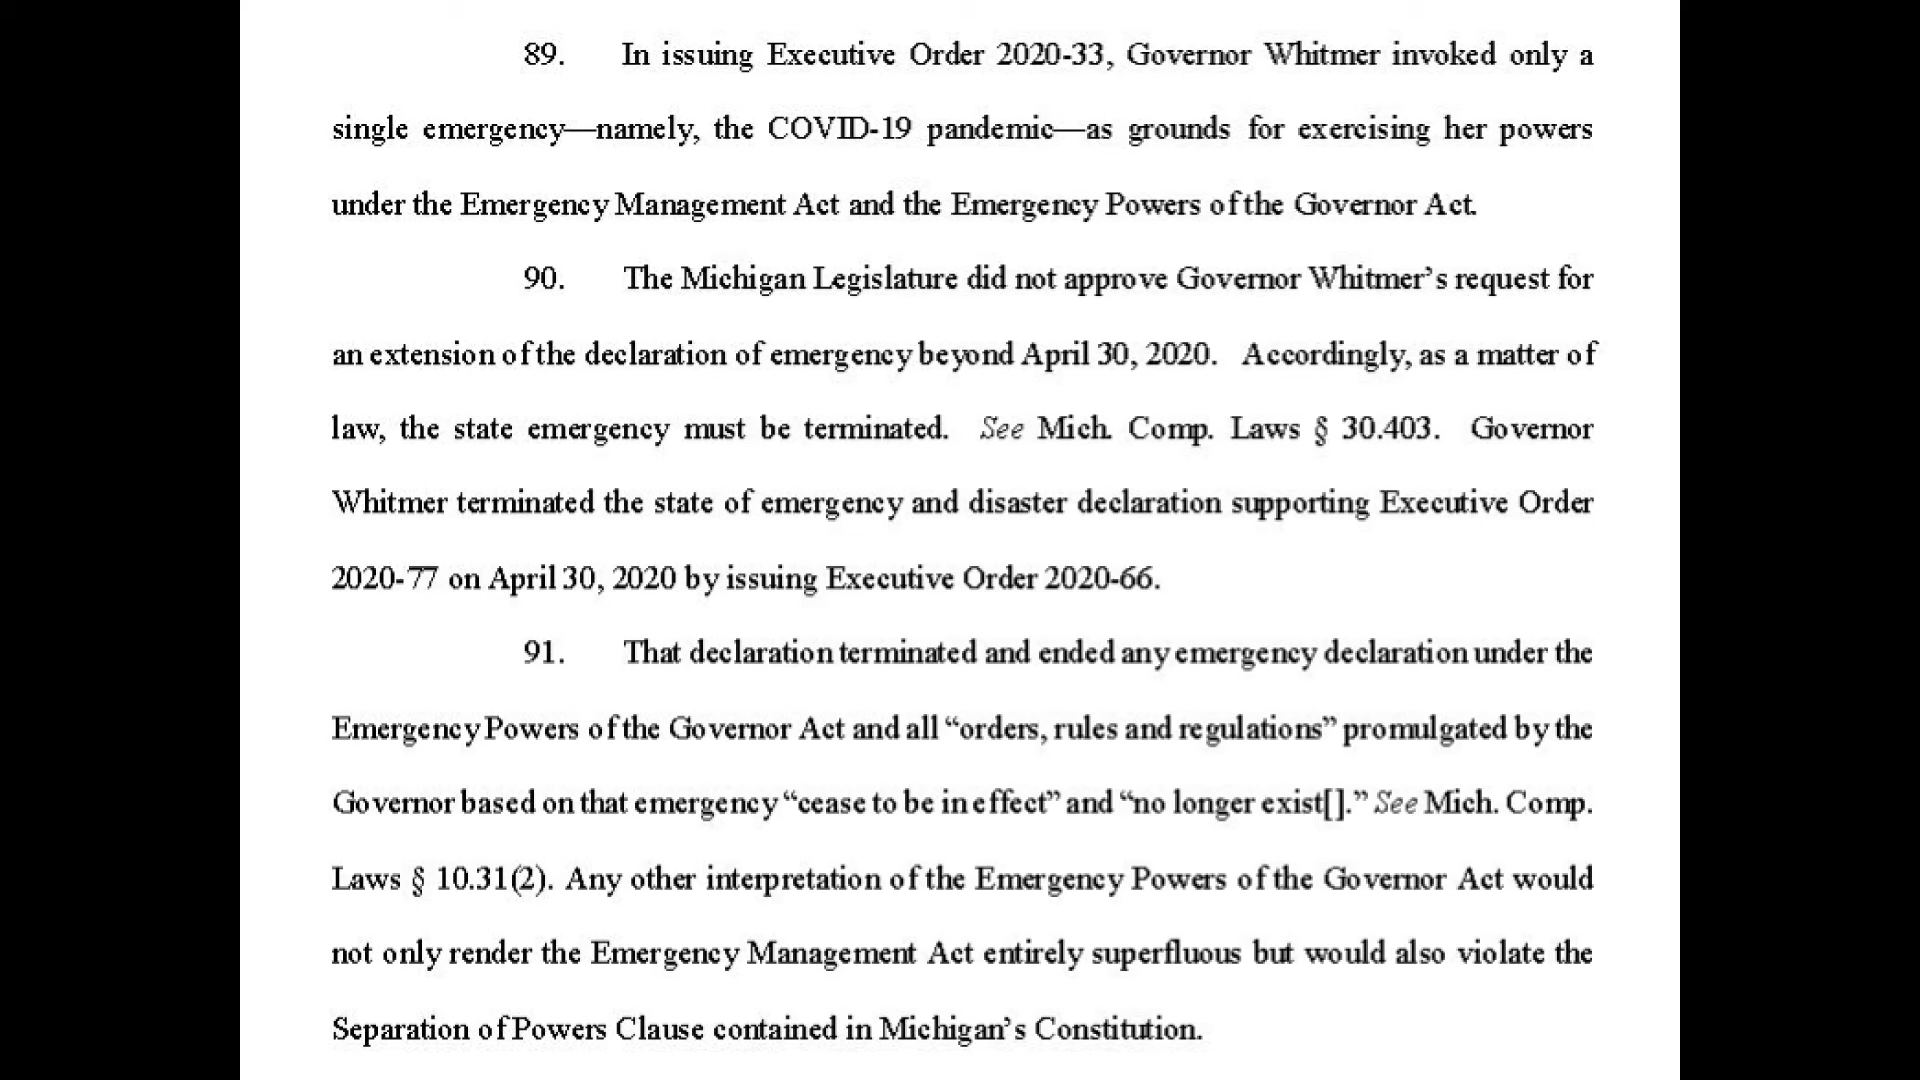 89. In issuing Executive Order 2020-33, Governor Whitmer invoked only a
single emergency—namely, the COVID-19 pandemic—as grounds for exercising her powers
under the Emergency Management Act and the Emergency Powers of the Governor Act.
90. The Michigan Legislature did not approve Governor Whitmer’s request for
an extension of the declaration of emergency beyond April 30, 2020. Accordingly, as a matter of
law, the state emergency must be terminated. See Mich. Comp. Laws § 30.403. Governor
Whitmer terminated the state of emergency and disaster declaration supporting Executive Order
2020-77 on April 30, 2020 by issuing Executive Order 2020-66.
91. That declaration terminated and ended any emergency declaration under the
Emergency Powers of the Governor Act and all “orders, rules and regulations” promulgated by the
Governor based on that emergency “cease to be in effect” and “no longer exist[].” See Mich. Comp.
Laws § 10.31(2). Any other interpretation of the Emergency Powers of the Governor Act would
not only render the Emergency Management Act entirely superfluous but would also violate the
Separation of Powers Clause contained in Michigan’s Constitution.